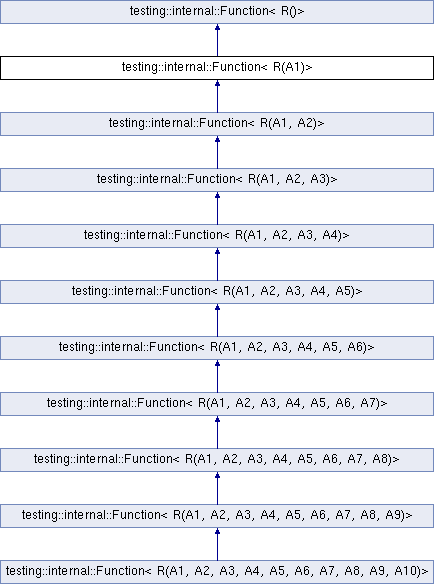 testing::internal::Function< R()>
testing::internal::Function< R(A1)>
testing::internal::Function< R(A1, A2)>
testing::internal::Function< R(A1, A2, A3)>
testing::internal::Function< R(A1, A2, A3, A4)>
testing::internal::Function< R(A1, A2, A3, A4, A5)>
testing::internal::Function< R(A1, A2, A3, A4, A5, A6)>
testing::internal::Function< R(A1, A2, A3, A4, A5, A6, A7)>
testing::internal::Function< R(A1, A2, A3, A4, A5, A6, A7, A8)>
testing::internal::Function< R(A1, A2, A3, A4, A5, A6, A7, A8, A9)>
testing::internal::Function< R(A1, A2, A3, A4, A5, A6, A7, A8, A9, A10)>